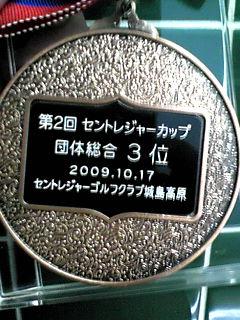 第2回 セントレジャーカップ
団体総合 3位
2009.10.17
セントレジャーゴルフクラブ城島高原